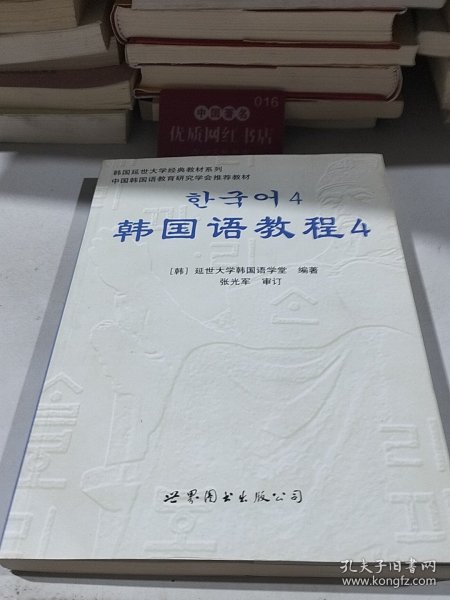 016
中国著名
优质网红书店
韩国延世大学经典教材系列
中国韩国语教育研究学会推荐教材
한국어 4
韩国语教程 4
[韩] 延世大学韩国语学堂 编著
张光军 审订
世界图书出版公司
孔夫子旧书网
www.kongfz.com